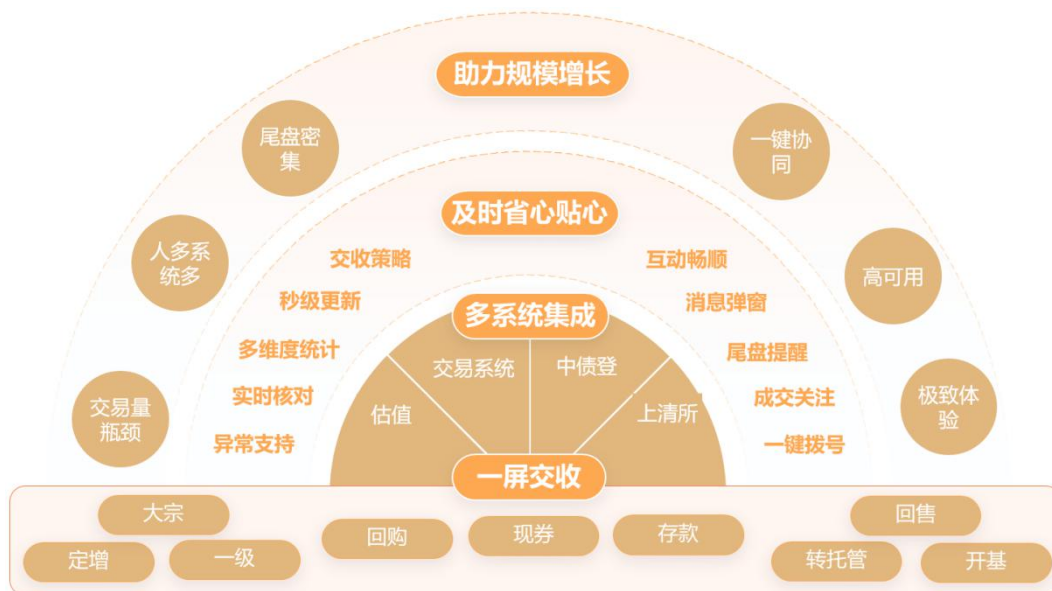 助力规模增长
尾盘密
集
一键协
同
人多系
统多
高可用
交易量
瓶颈
极致体
验
及时省心贴心
交收策略
互动畅顺
秒级更新
消息弹窗
多维度统计
尾盘提醒
实时核对
成交关注
异常支持
一键拨号
多系统集成
估值
交易系统
中债登
上清所
一屏交收
大宗
定增
一级
回购
现券
存款
回售
转托管
开基